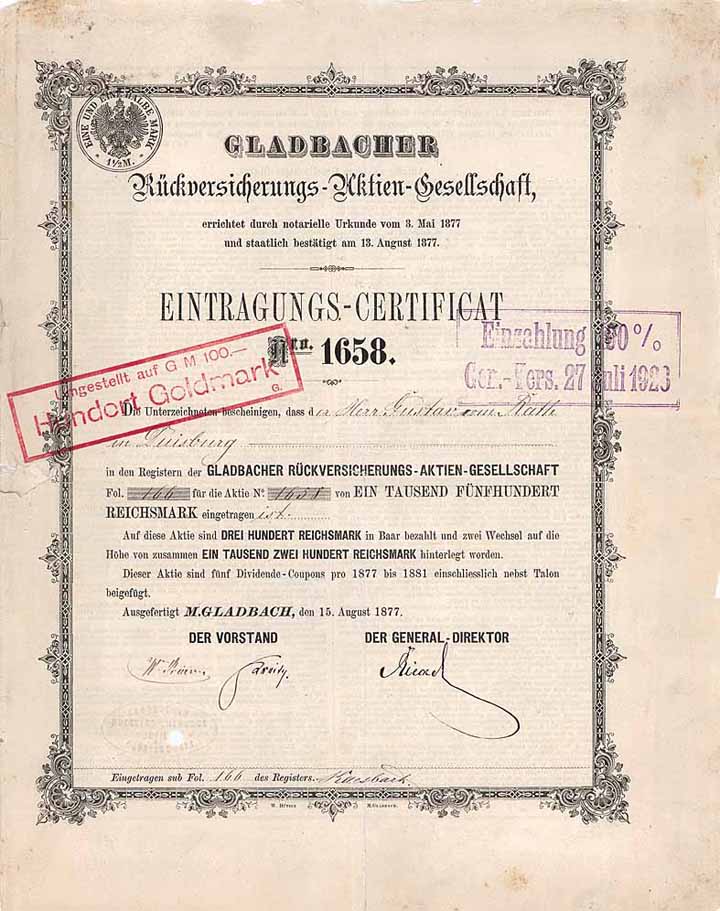 EINE UND EINE HALBE MARK
1½ M.
GLADBACHER
Rückversicherungs-Aktien-Gesellschaft,
errichtet durch notarielle Urkunde vom 3. Mai 1877
und staatlich bestätigt am 13. August 1877.
EINTRAGUNGS-CERTIFICAT
Nro. 1658.
Einzahlung 50%
Ger.-Vers. 27 Juli 1923
ngestellt auf G M 100.—
Hundert Goldmark
G.
Die Unterzeichneten bescheinigen, dass der Herr Gustav vom Rath
in Duisburg
in den Registern der GLADBACHER RÜCKVERSICHERUNGS-AKTIEN-GESELLSCHAFT
Fol. 166 für die Aktie No. 1658 von EIN TAUSEND FÜNFHUNDERT
REICHSMARK eingetragen ist.
Auf diese Aktie sind DREI HUNDERT REICHSMARK in Baar bezahlt und zwei Wechsel auf die
Höhe von zusammen EIN TAUSEND ZWEI HUNDERT REICHSMARK hinterlegt worden.
Dieser Aktie sind fünf Dividende-Coupons pro 1877 bis 1881 einschliesslich nebst Talon
beigefügt.
Ausgefertigt M.GLADBACH, den 15. August 1877.
DER VORSTAND DER GENERAL-DIREKTOR
Eingetragen sub Fol. 166 des Registers.